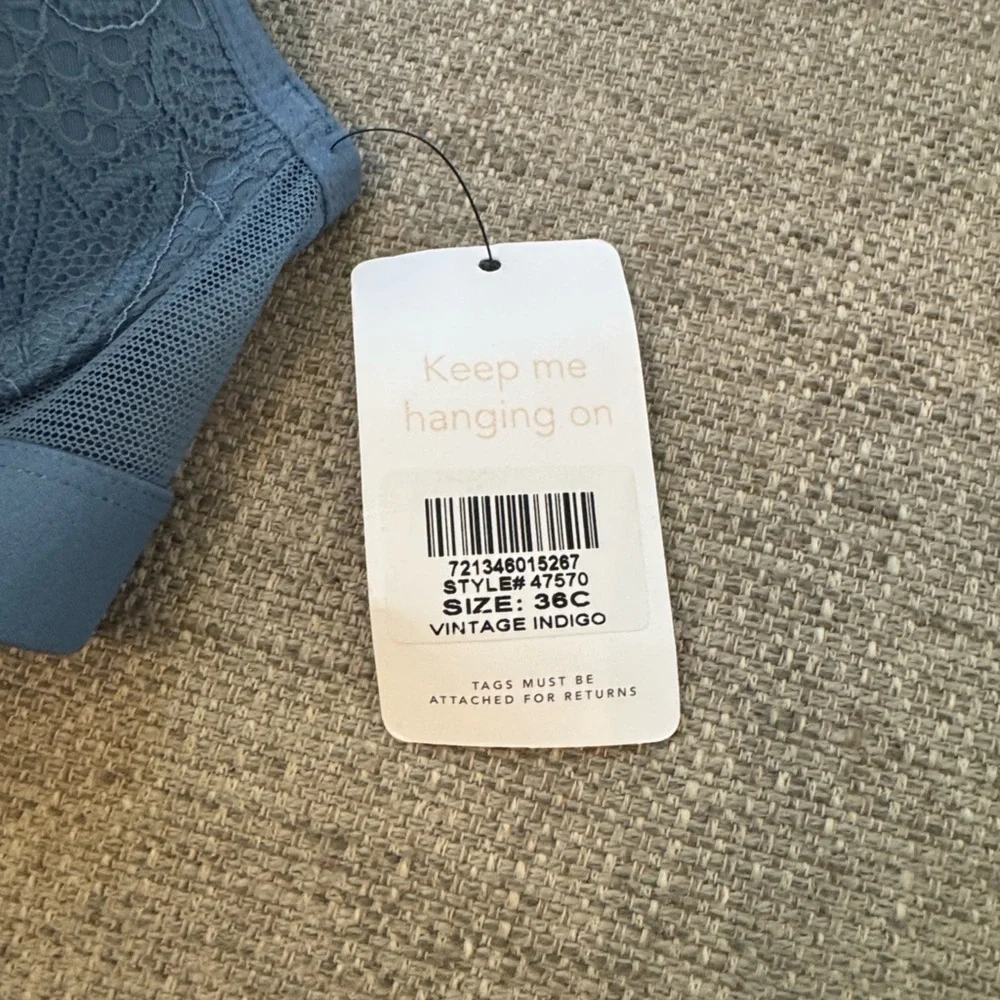 Keep me
hanging on
721346015267
STYLE# 47570
SIZE: 36C
VINTAGE INDIGO
TAGS MUST BE
ATTACHED FOR RETURNS